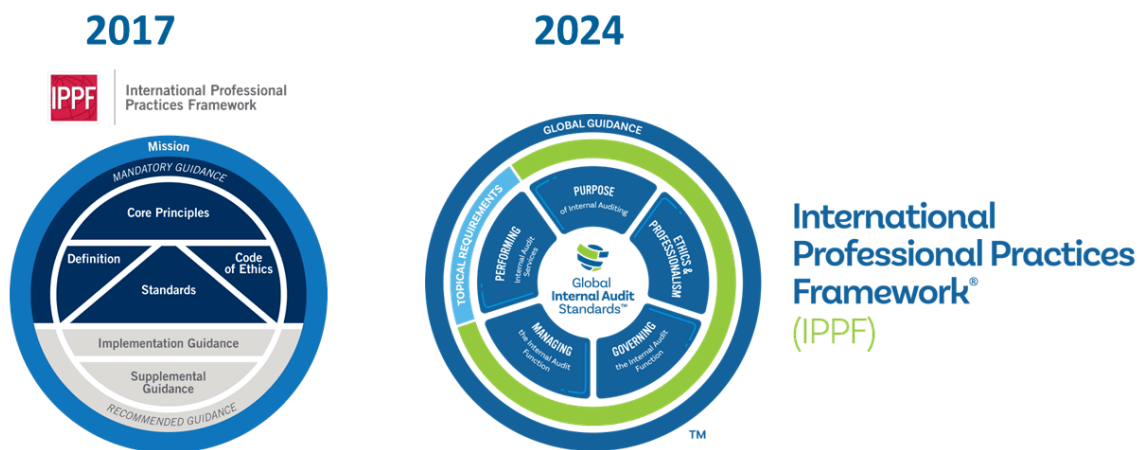 2017
IPPF
International Professional
Practices Framework
Mission
MANDATORY GUIDANCE
Core Principles
Definition
Code
of Ethics
Standards
Implementation Guidance
Supplemental
Guidance
RECOMMENDED GUIDANCE
2024
GLOBAL GUIDANCE
TOPICAL REQUIREMENTS
PURPOSE
of Internal Auditing
ETHICS &
PROFESSIONALISM
GOVERNING
the Internal Audit
Function
MANAGING
the Internal Audit
Function
PERFORMING
Internal Audit
Services
Global
Internal Audit
Standards™
TM
International
Professional Practices
Framework®
(IPPF)